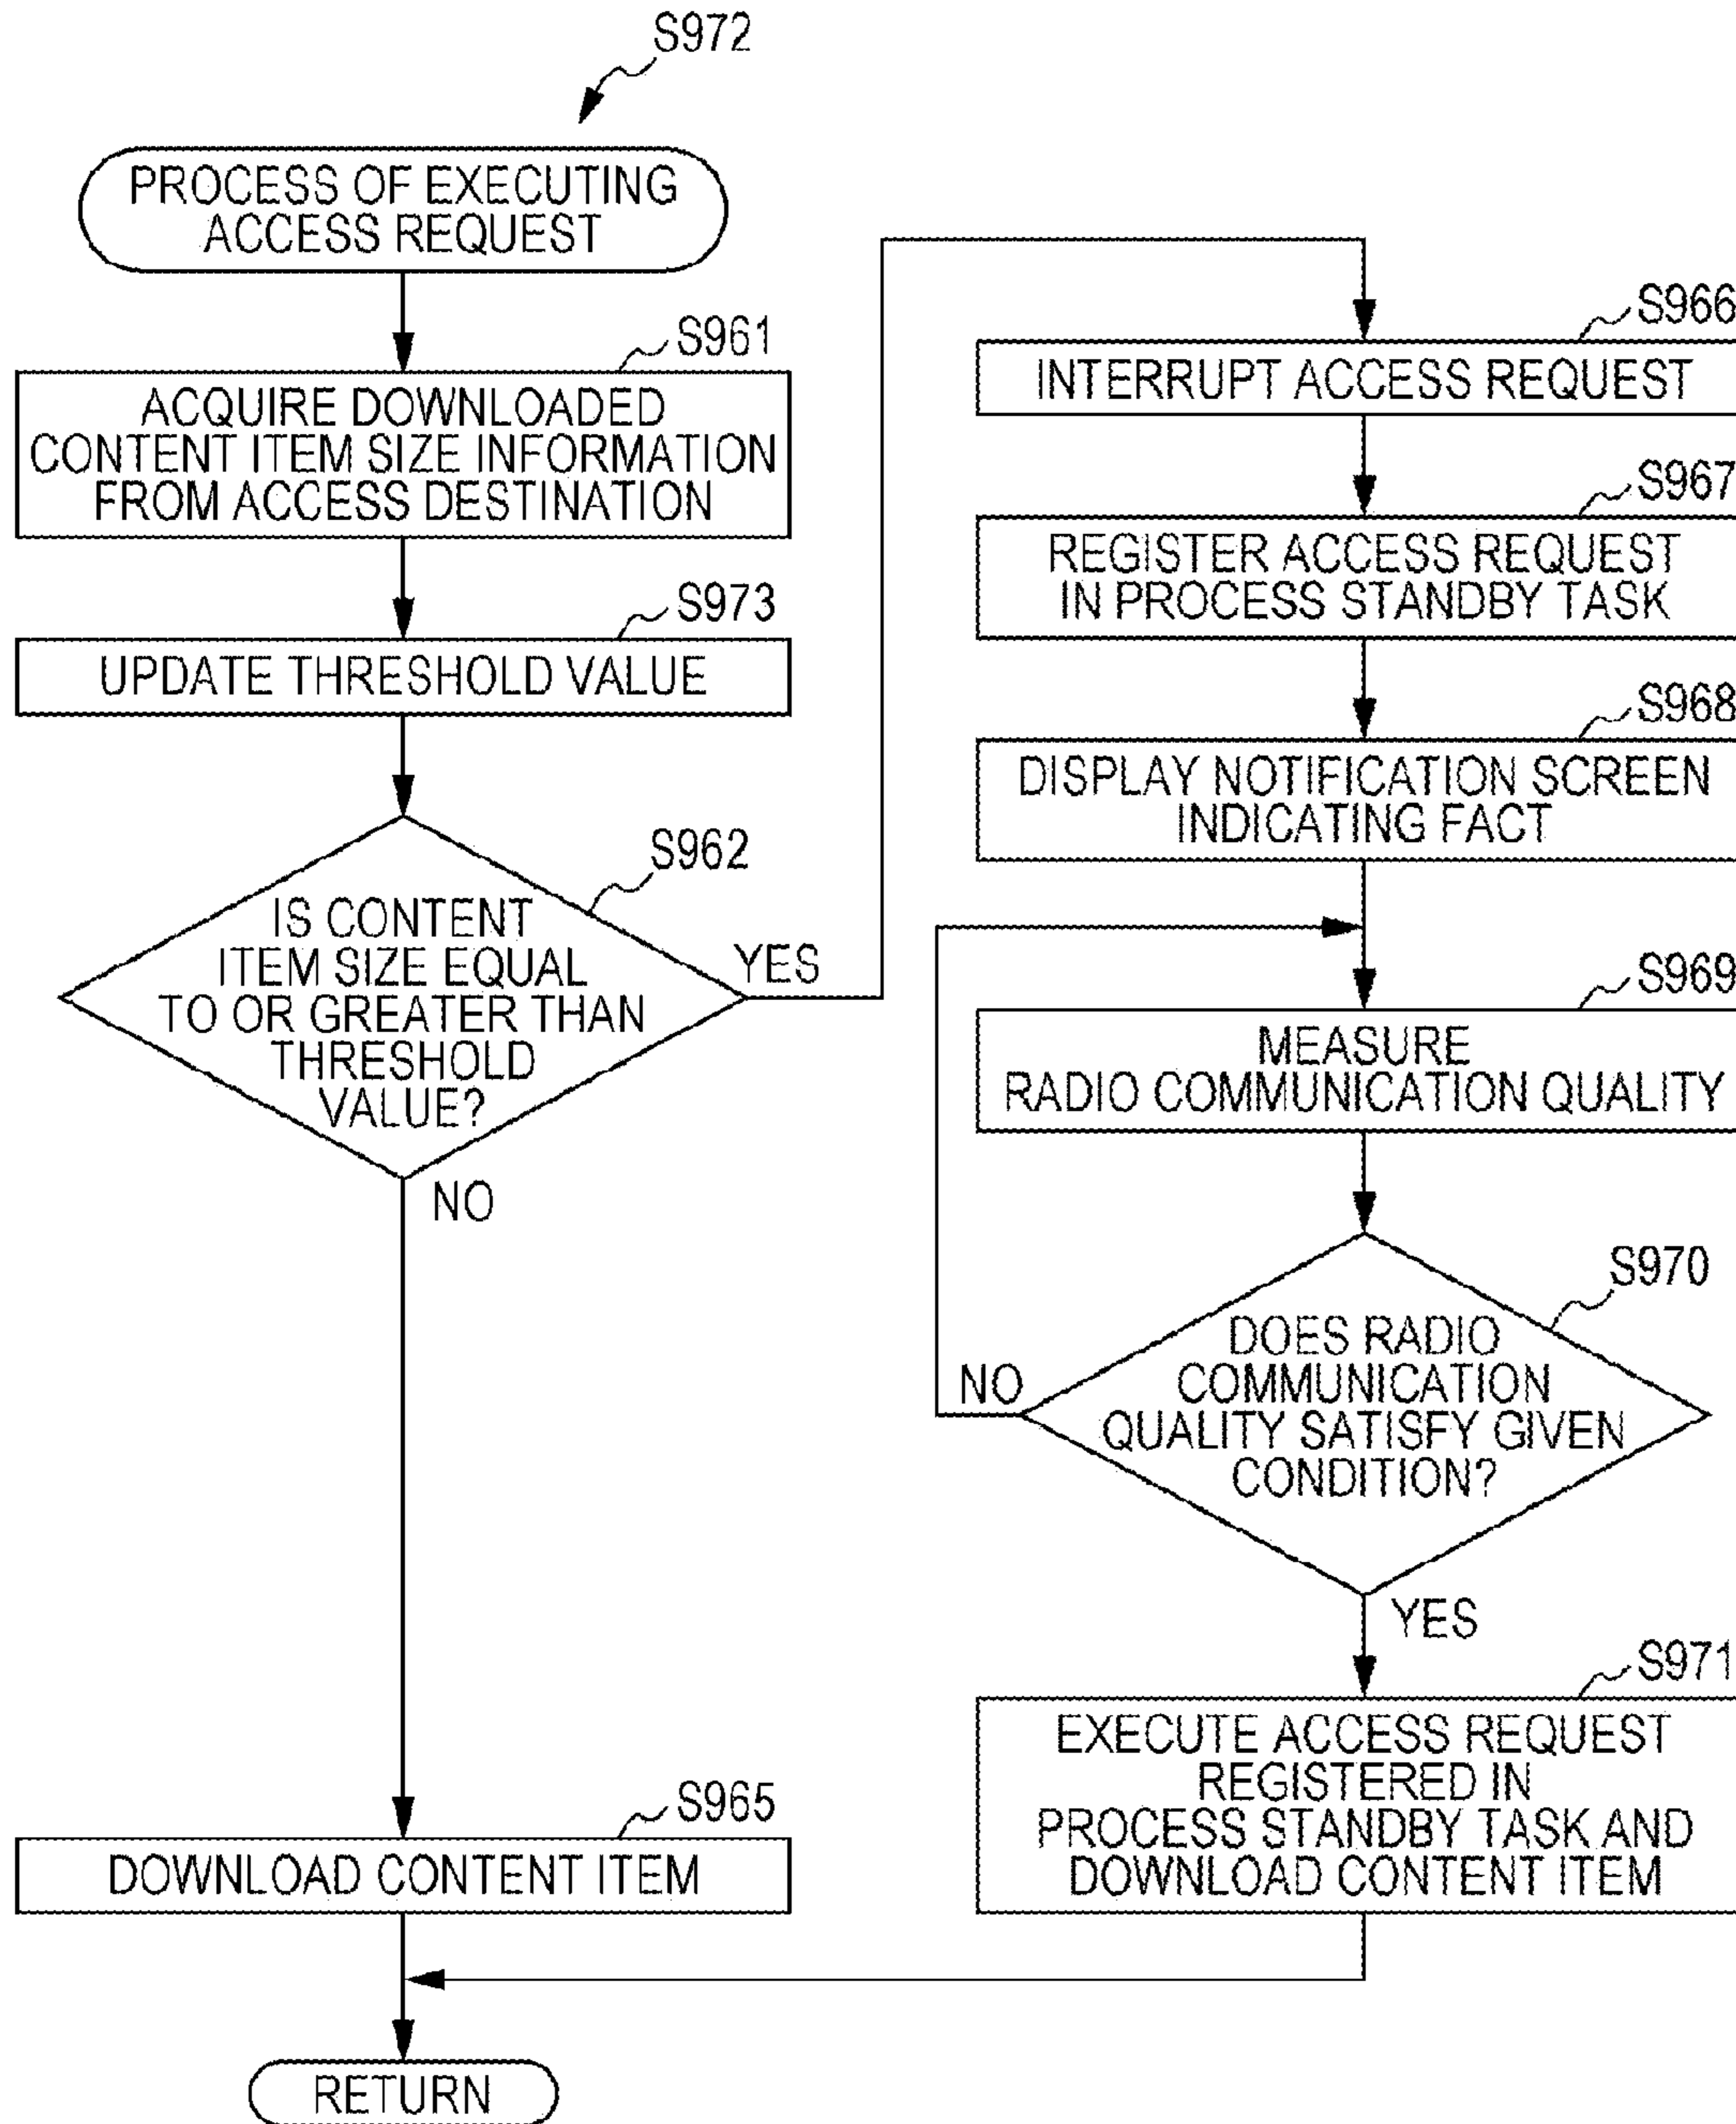 S972
PROCESS OF EXECUTING
ACCESS REQUEST
S961
ACQUIRE DOWNLOADED
CONTENT ITEM SIZE INFORMATION
FROM ACCESS DESTINATION
S973
UPDATE THRESHOLD VALUE
S962
IS CONTENT
ITEM SIZE EQUAL
TO OR GREATER THAN
THRESHOLD
VALUE?
YES
NO
S965
DOWNLOAD CONTENT ITEM
RETURN
S966
INTERRUPT ACCESS REQUEST
S967
REGISTER ACCESS REQUEST
IN PROCESS STANDBY TASK
S968
DISPLAY NOTIFICATION SCREEN
INDICATING FACT
S969
MEASURE
RADIO COMMUNICATION QUALITY
S970
DOES RADIO
COMMUNICATION
QUALITY SATISFY GIVEN
CONDITION?
NO
YES
S971
EXECUTE ACCESS REQUEST
REGISTERED IN
PROCESS STANDBY TASK AND
DOWNLOAD CONTENT ITEM